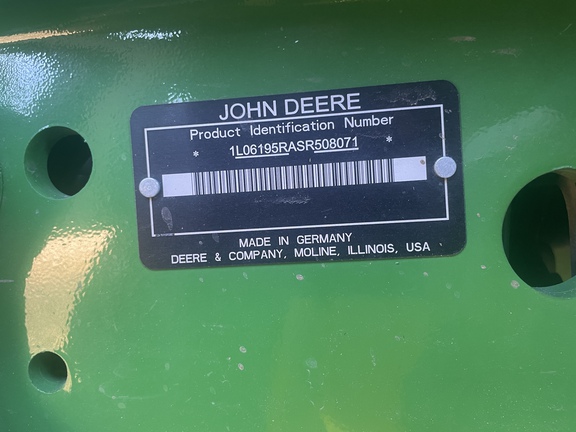 JOHN DEERE
Product Identification Number
* 1L06195RASR508071 *
MADE IN GERMANY
DEERE & COMPANY, MOLINE, ILLINOIS, USA